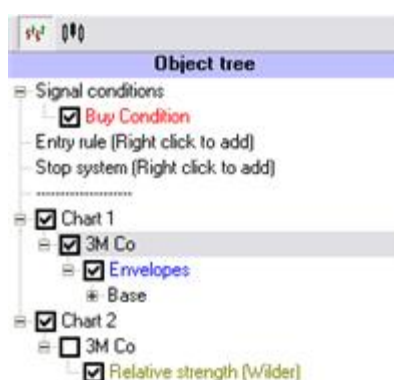 Object tree
Signal conditions
Buy Condition
Entry rule (Right click to add)
Stop system (Right click to add)
--------------------
Chart 1
3M Co
Envelopes
Base
Chart 2
3M Co
Relative strength (Wilder)